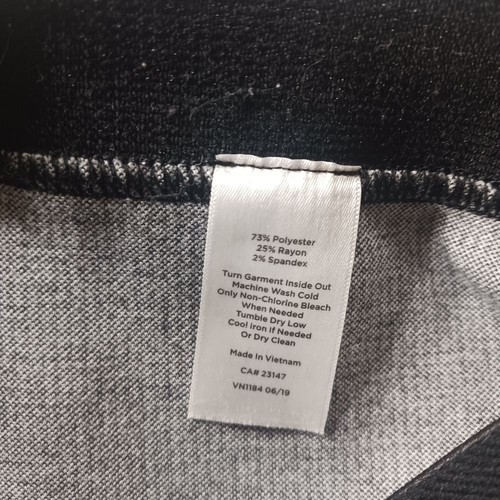 73% Polyester
25% Rayon
2% Spandex
Turn Garment Inside Out
Machine Wash Cold
Only Non-Chlorine Bleach
When Needed
Tumble Dry Low
Cool Iron If Needed
Or Dry Clean
Made In Vietnam
CA# 23147
VN1184 06/19